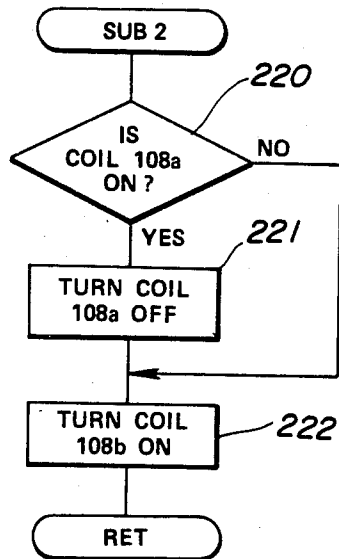 SUB 2
220
IS
COIL 108a
ON ?
NO
YES
221
TURN COIL
108a OFF
TURN COIL
108b ON
222
RET